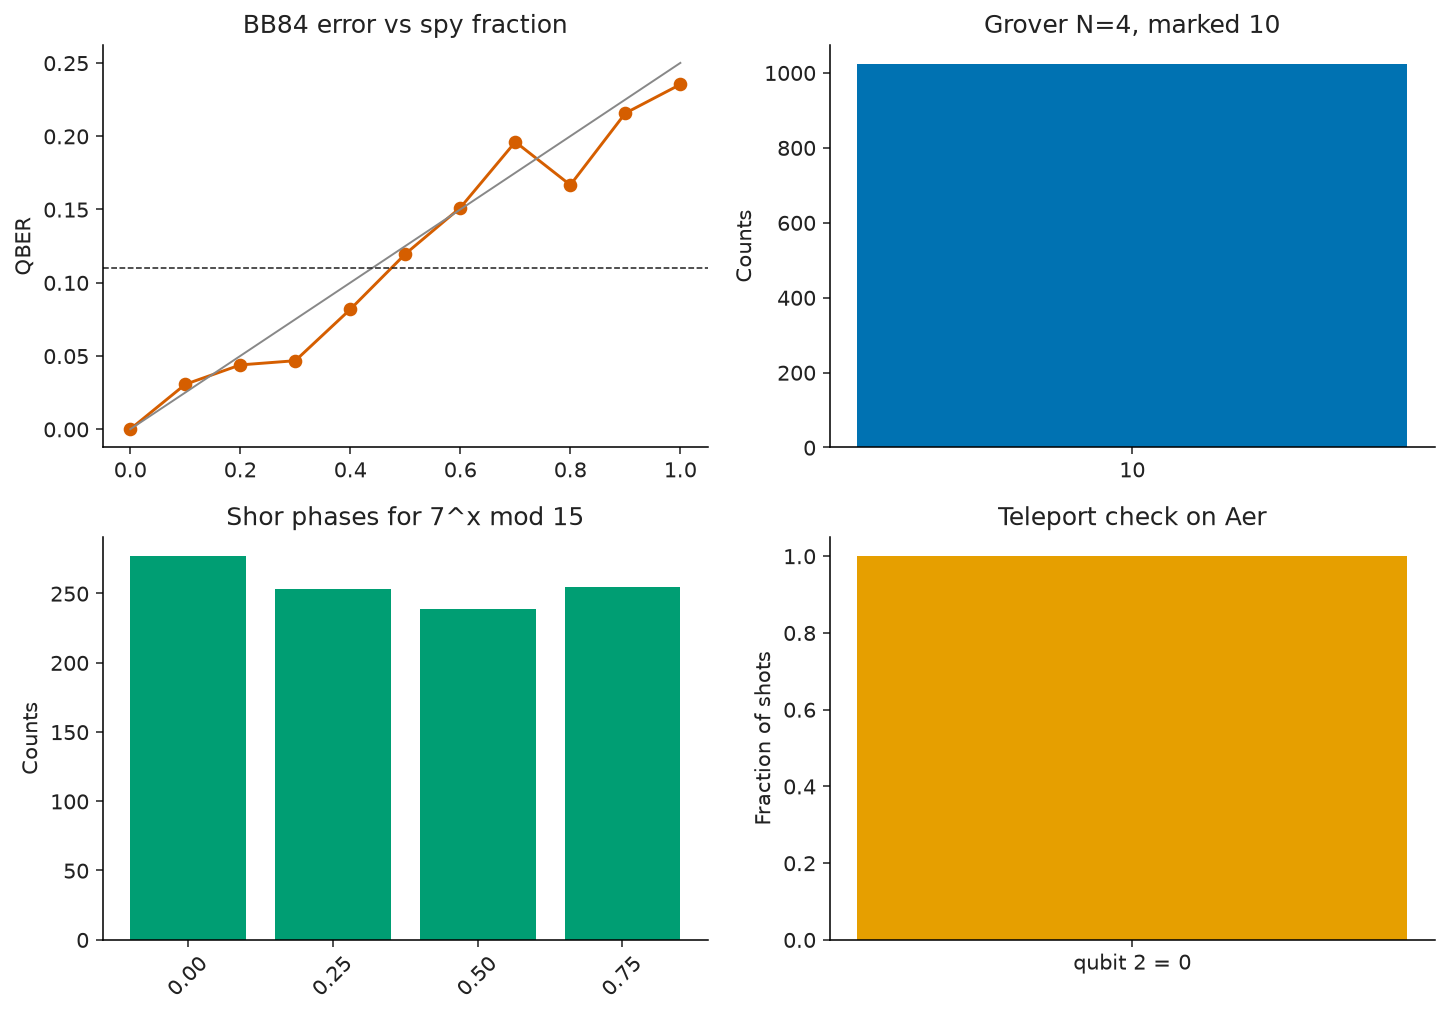 BB84 error vs spy fraction
QBER
0.25
0.20
0.15
0.10
0.05
0.00
0.0 0.2 0.4 0.6 0.8 1.0
Grover N=4, marked 10
Counts
1000
800
600
400
200
0
10
Shor phases for 7^x mod 15
Counts
250
200
150
100
50
0
0.00 0.25 0.50 0.75
Teleport check on Aer
Fraction of shots
1.0
0.8
0.6
0.4
0.2
0.0
qubit 2 = 0